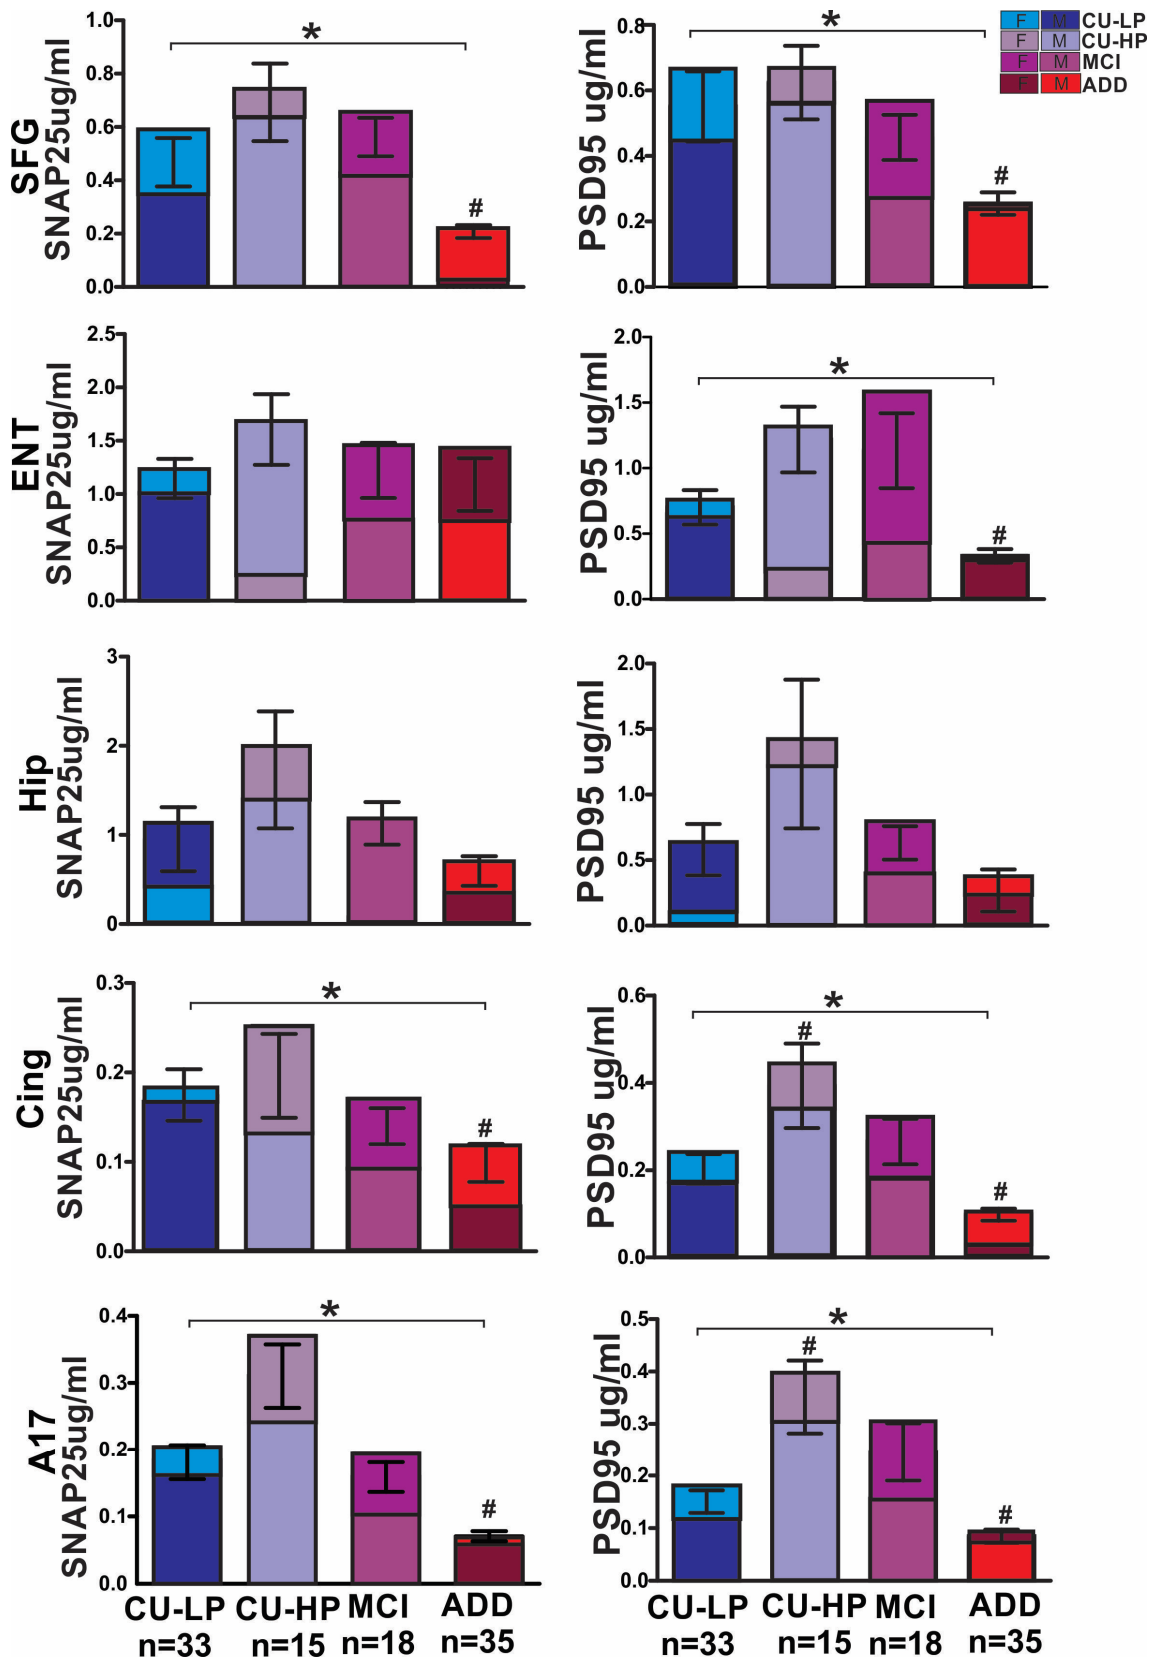 F M CU-LP
F M CU-HP
F M MCI
F M ADD
SFG
SNAP25ug/ml
1.0
0.8
0.6
0.4
0.2
0.0
*
#
PSD95 ug/ml
0.8
0.6
0.4
0.2
0.0
*
#
ENT
SNAP25ug/ml
2.5
2.0
1.5
1.0
0.5
0.0
PSD95 ug/ml
2.0
1.5
1.0
0.5
0.0
*
#
Hip
SNAP25ug/ml
3
2
1
0
PSD95 ug/ml
2.0
1.5
1.0
0.5
0.0
Cing
SNAP25ug/ml
0.3
0.2
0.1
0.0
*
#
PSD95 ug/ml
0.6
0.4
0.2
0.0
*
#
#
A17
SNAP25ug/ml
0.4
0.3
0.2
0.1
0.0
*
#
PSD95 ug/ml
0.5
0.4
0.3
0.2
0.1
0.0
*
#
#
CU-LP CU-HP MCI ADD
n=33 n=15 n=18 n=35
CU-LP CU-HP MCI ADD
n=33 n=15 n=18 n=35